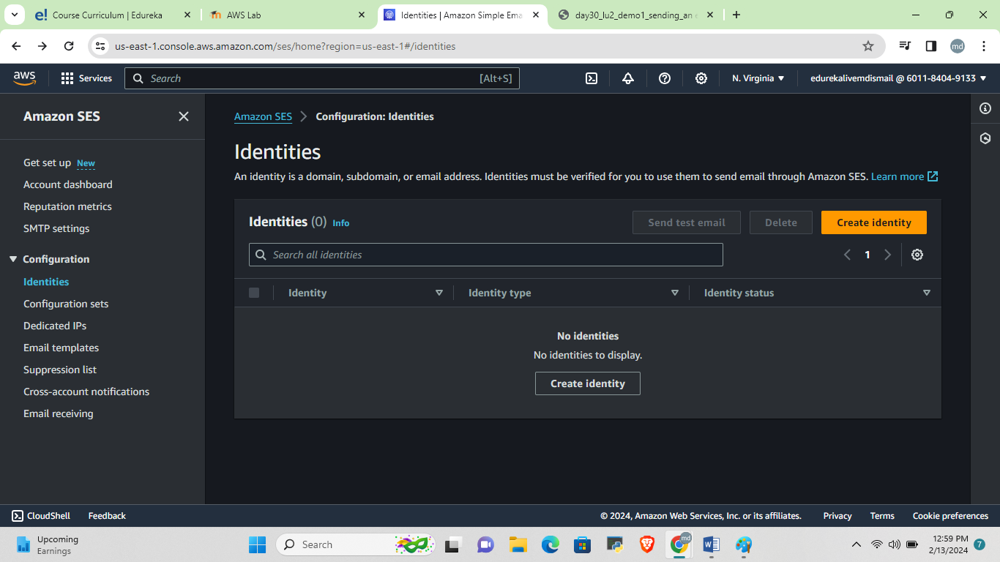 e! Course Curriculum | Edureka
AWS Lab
Identities | Amazon Simple Ema
day30_lu2_demo1_sending_an e
us-east-1.console.aws.amazon.com/ses/home?region=us-east-1#/identities
md
aws
Services
Search
[Alt+S]
N. Virginia
edurekalivemdismail @ 6011-8404-9133
Amazon SES
Get set up New
Account dashboard
Reputation metrics
SMTP settings
Configuration
Identities
Configuration sets
Dedicated IPs
Email templates
Suppression list
Cross-account notifications
Email receiving
Amazon SES
Configuration: Identities
Identities
An identity is a domain, subdomain, or email address. Identities must be verified for you to use them to send email through Amazon SES. Learn more
Identities (0) Info
Send test email
Delete
Create identity
Search all identities
1
Identity
Identity type
Identity status
No identities
No identities to display.
Create identity
CloudShell
Feedback
© 2024, Amazon Web Services, Inc. or its affiliates.
Privacy
Terms
Cookie preferences
Upcoming
Earnings
Search
md
12:59 PM
2/13/2024
7